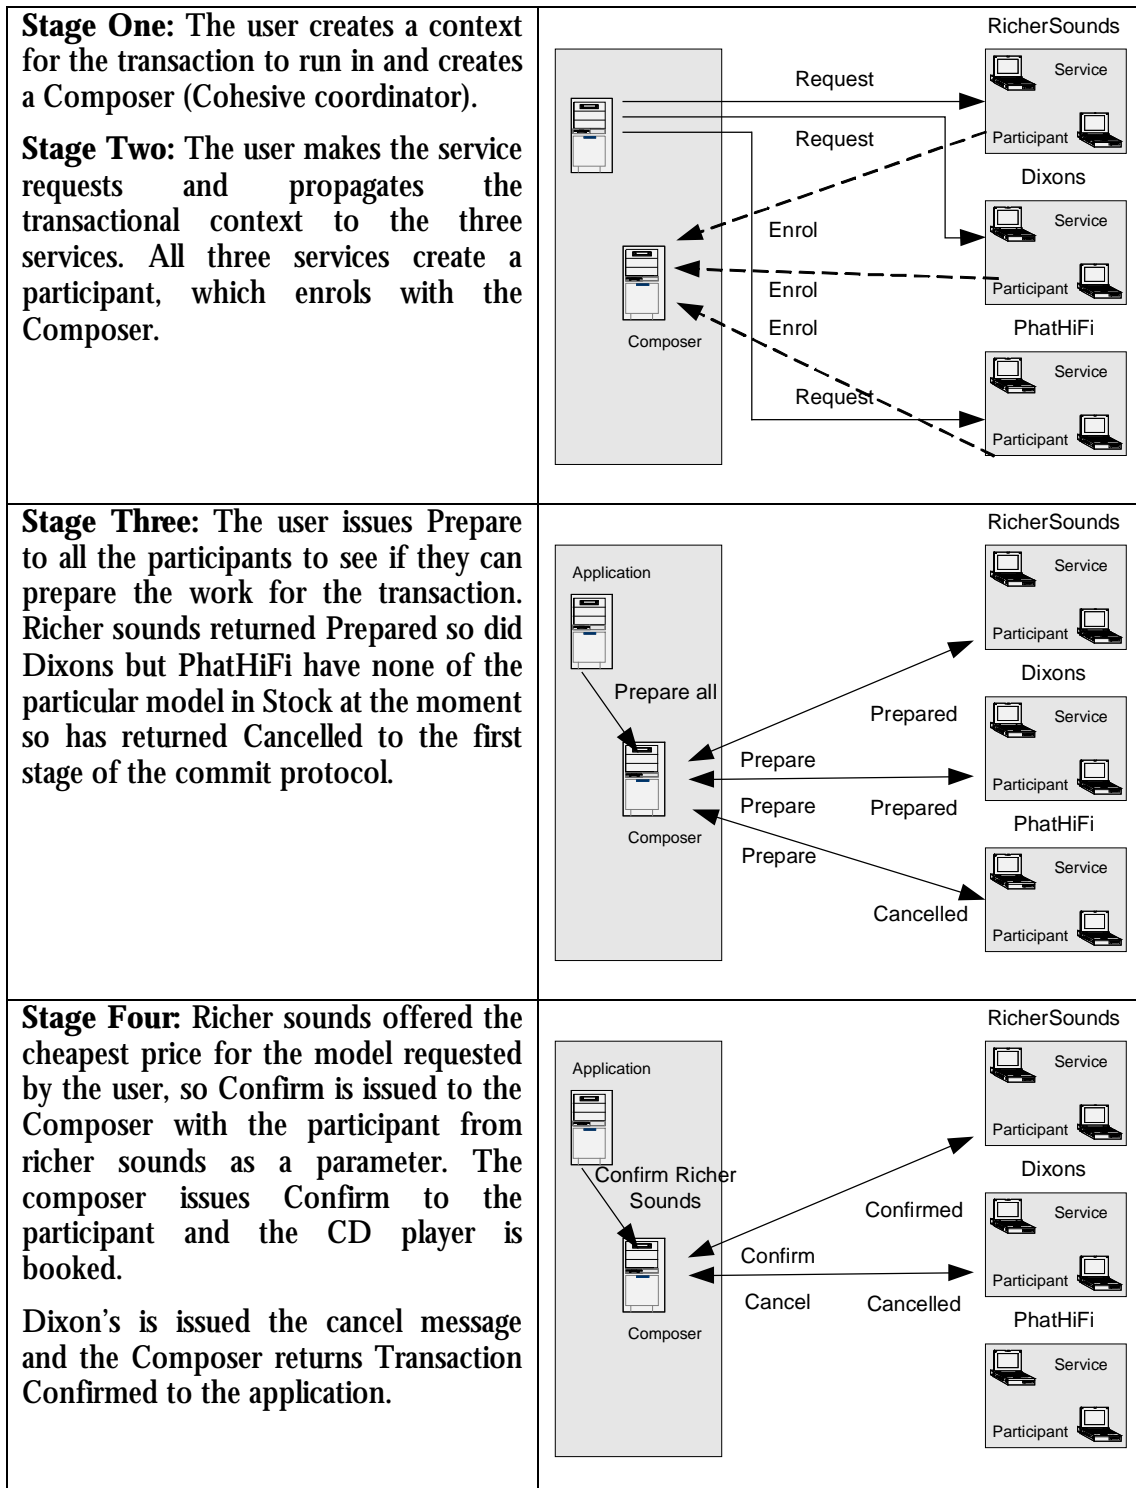 Stage One: The user creates a context
for the transaction to run in and creates
a Composer (Cohesive coordinator).
Stage Two: The user makes the service
requests and propagates the
transactional context to the three
services. All three services create a
participant, which enrols with the
Composer.
RicherSounds
Service
Participant
Request
Request
Dixons
Service
Participant
Enrol
Enrol
Enrol
Composer
PhatHiFi
Service
Participant
Request
Stage Three: The user issues Prepare
to all the participants to see if they can
prepare the work for the transaction.
Richer sounds returned Prepared so did
Dixons but PhatHiFi have none of the
particular model in Stock at the moment
so has returned Cancelled to the first
stage of the commit protocol.
RicherSounds
Application
Service
Participant
Dixons
Prepare all
Prepared
Service
Prepare
Participant
Prepare
Prepared
PhatHiFi
Composer
Prepare
Service
Cancelled
Participant
Stage Four: Richer sounds offered the
cheapest price for the model requested
by the user, so Confirm is issued to the
Composer with the participant from
richer sounds as a parameter. The
composer issues Confirm to the
participant and the CD player is
booked.
Dixon's is issued the cancel message
and the Composer returns Transaction
Confirmed to the application.
RicherSounds
Application
Service
Participant
Dixons
Confirm Richer
Sounds
Confirmed
Service
Confirm
Participant
Cancel
Cancelled
PhatHiFi
Composer
Service
Participant